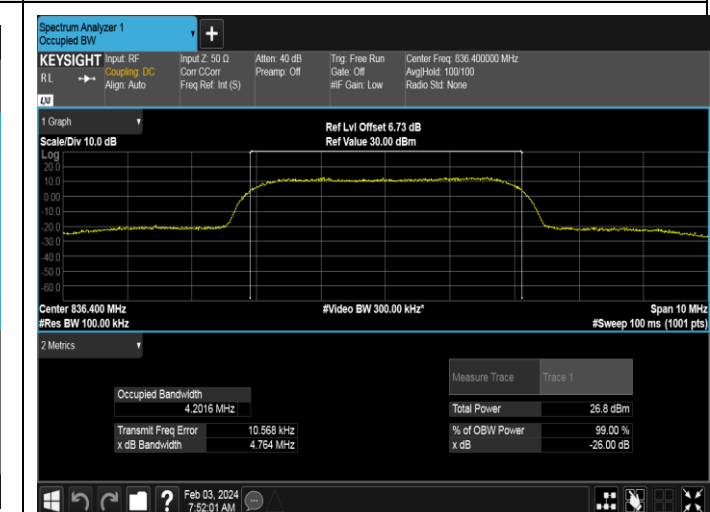 Spectrum Analyzer 1
Occupied BW
+
KEYSIGHT Input: RF Input Z: 50 Ω Atten: 40 dB Trig: Free Run Center Freq: 836.400000 MHz
R L Coupling: DC Corr CCorr Preamp: Off Gate: Off Avg|Hold: 100/100
Align: Auto Freq Ref: Int (S) #IF Gain: Low Radio Std: None
LXI
1 Graph
Ref Lvl Offset 6.73 dB
Scale/Div 10.0 dB Ref Value 30.00 dBm
Log
20.0
10.0
0.00
-10.0
-20.0
-30.0
-40.0
-50.0
-60.0
Center 836.400 MHz #Video BW 300.00 kHz* Span 10 MHz
#Res BW 100.00 kHz #Sweep 100 ms (1001 pts)
2 Metrics
Measure Trace Trace 1
Occupied Bandwidth
4.2016 MHz Total Power 26.8 dBm
Transmit Freq Error 10.568 kHz % of OBW Power 99.00 %
x dB Bandwidth 4.764 MHz x dB -26.00 dB
? Feb 03, 2024
7:52:01 AM